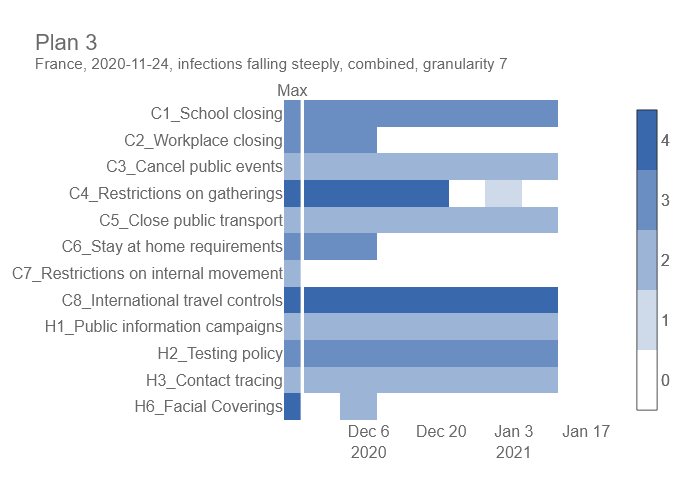 Plan 3
France, 2020-11-24, infections falling steeply, combined, granularity 7
Max
C1_School closing
C2_Workplace closing
C3_Cancel public events
C4_Restrictions on gatherings
C5_Close public transport
C6_Stay at home requirements
C7_Restrictions on internal movement
C8_International travel controls
H1_Public information campaigns
H2_Testing policy
H3_Contact tracing
H6_Facial Coverings
Dec 6 Dec 20 Jan 3 Jan 17
2020 2021
4
3
2
1
0